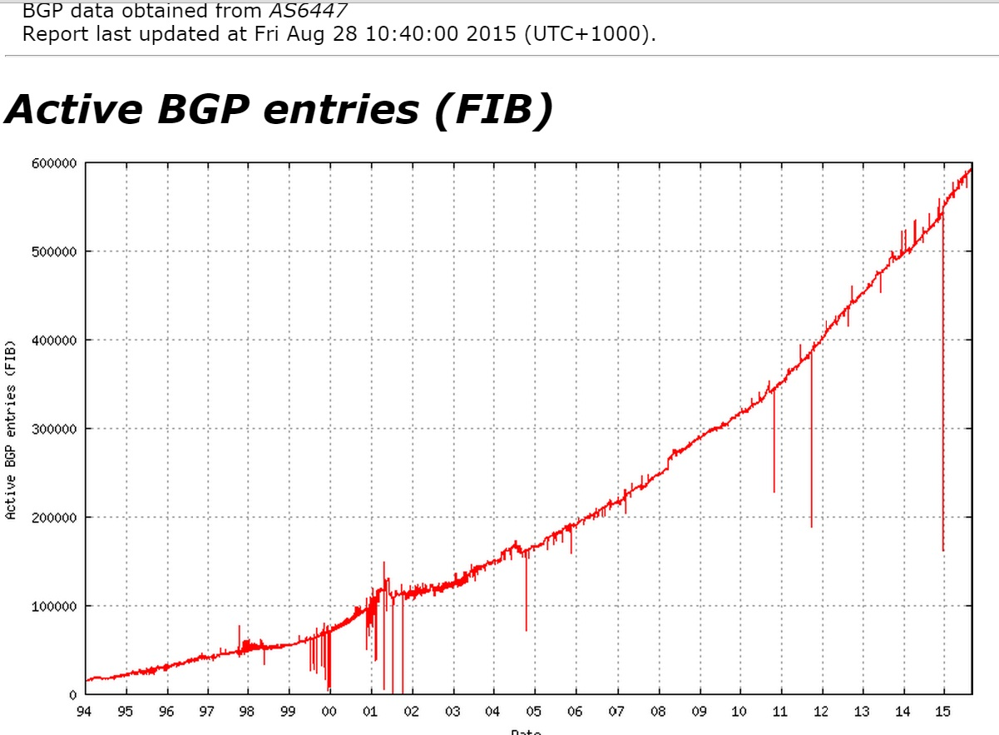 BGP data obtained from AS6447
Report last updated at Fri Aug 28 10:40:00 2015 (UTC+1000).
Active BGP entries (FIB)
600000
500000
400000
300000
200000
100000
0
Active BGP entries (FIB)
94 95 96 97 98 99 00 01 02 03 04 05 06 07 08 09 10 11 12 13 14 15
Date